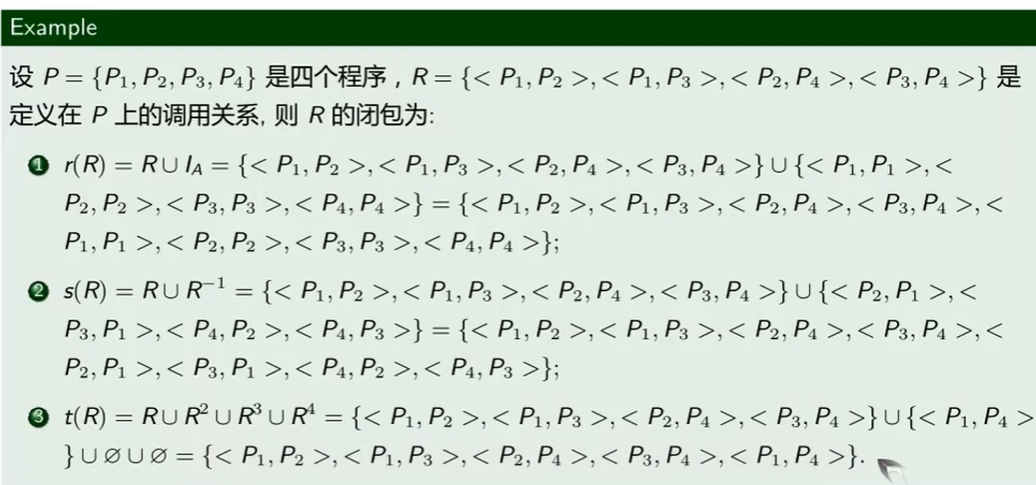 Example
设 P = {P₁, P₂, P₃, P₄} 是四个程序 , R = {< P₁, P₂ >, < P₁, P₃ >, < P₂, P₄ >, < P₃, P₄ >} 是
定义在 P 上的调用关系, 则 R 的闭包为:
1 r(R) = R ∪ I_A = {< P₁, P₂ >, < P₁, P₃ >, < P₂, P₄ >, < P₃, P₄ >} ∪ {< P₁, P₁ >, <
P₂, P₂ >, < P₃, P₃ >, < P₄, P₄ >} = {< P₁, P₂ >, < P₁, P₃ >, < P₂, P₄ >, < P₃, P₄ >, <
P₁, P₁ >, < P₂, P₂ >, < P₃, P₃ >, < P₄, P₄ >};
2 s(R) = R ∪ R⁻¹ = {< P₁, P₂ >, < P₁, P₃ >, < P₂, P₄ >, < P₃, P₄ >} ∪ {< P₂, P₁ >, <
P₃, P₁ >, < P₄, P₂ >, < P₄, P₃ >} = {< P₁, P₂ >, < P₁, P₃ >, < P₂, P₄ >, < P₃, P₄ >, <
P₂, P₁ >, < P₃, P₁ >, < P₄, P₂ >, < P₄, P₃ >};
3 t(R) = R ∪ R² ∪ R³ ∪ R⁴ = {< P₁, P₂ >, < P₁, P₃ >, < P₂, P₄ >, < P₃, P₄ >} ∪ {< P₁, P₄ >
} ∪ ∅ ∪ ∅ = {< P₁, P₂ >, < P₁, P₃ >, < P₂, P₄ >, < P₃, P₄ >, < P₁, P₄ >}.